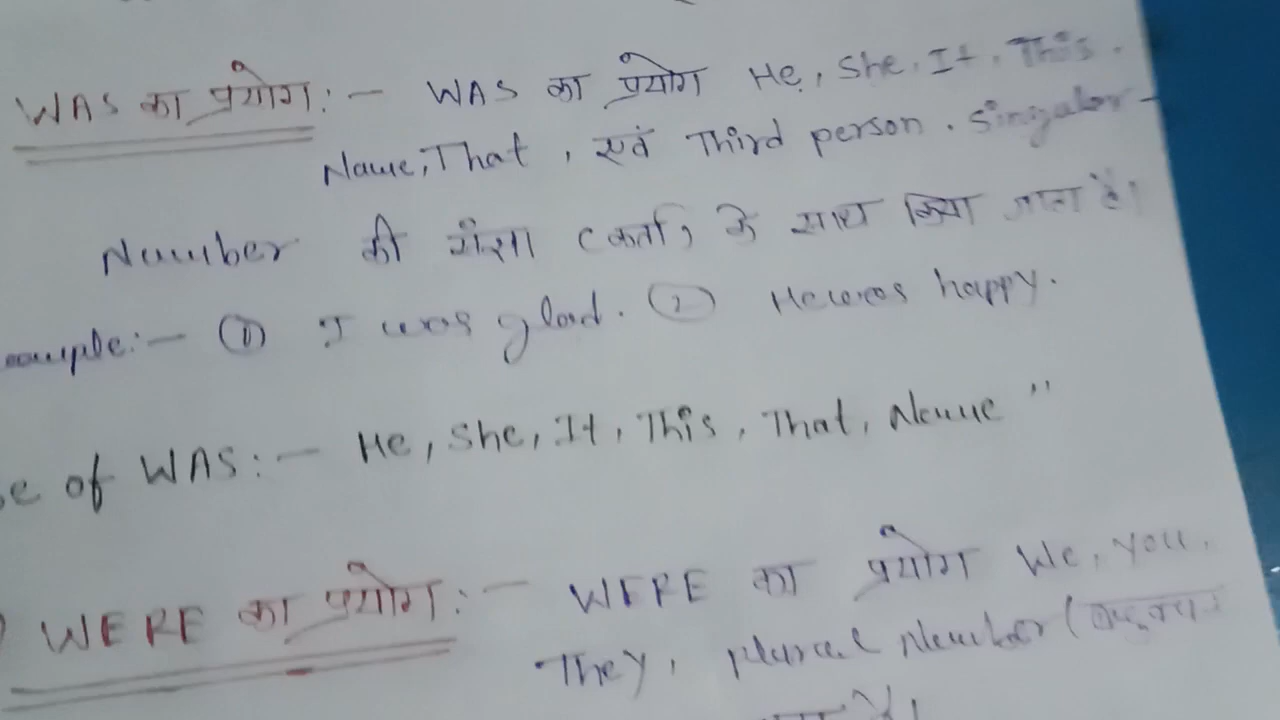 WAS का प्रयोग :- WAS का प्रयोग He, She, It, This.
Name, That, एवं Third person. Singular-
Number की संज्ञा (कर्ता) के साथ किया जाता है।
:- ① I was glad. ② He was happy.
of WAS :- He, She, It, This, That, Name"
WERE का प्रयोग :- WERE का प्रयोग We, You,
They, plural Number (